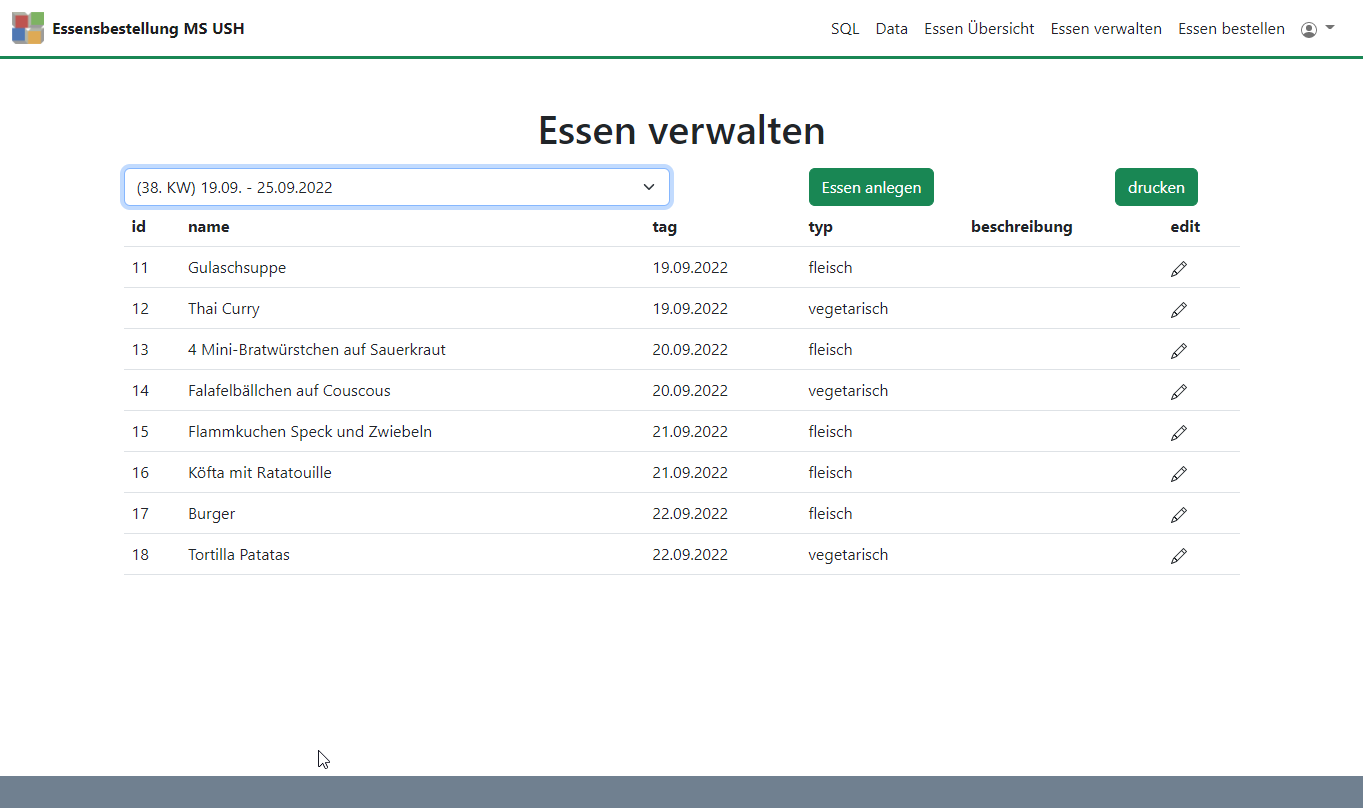 Essensbestellung MS USH SQL Data Essen Übersicht Essen verwalten Essen bestellen
Essen verwalten
(38. KW) 19.09. - 25.09.2022 Essen anlegen drucken
id name tag typ beschreibung edit
11 Gulaschsuppe 19.09.2022 fleisch
12 Thai Curry 19.09.2022 vegetarisch
13 4 Mini-Bratwürstchen auf Sauerkraut 20.09.2022 fleisch
14 Falafelbällchen auf Couscous 20.09.2022 vegetarisch
15 Flammkuchen Speck und Zwiebeln 21.09.2022 fleisch
16 Köfta mit Ratatouille 21.09.2022 fleisch
17 Burger 22.09.2022 fleisch
18 Tortilla Patatas 22.09.2022 vegetarisch